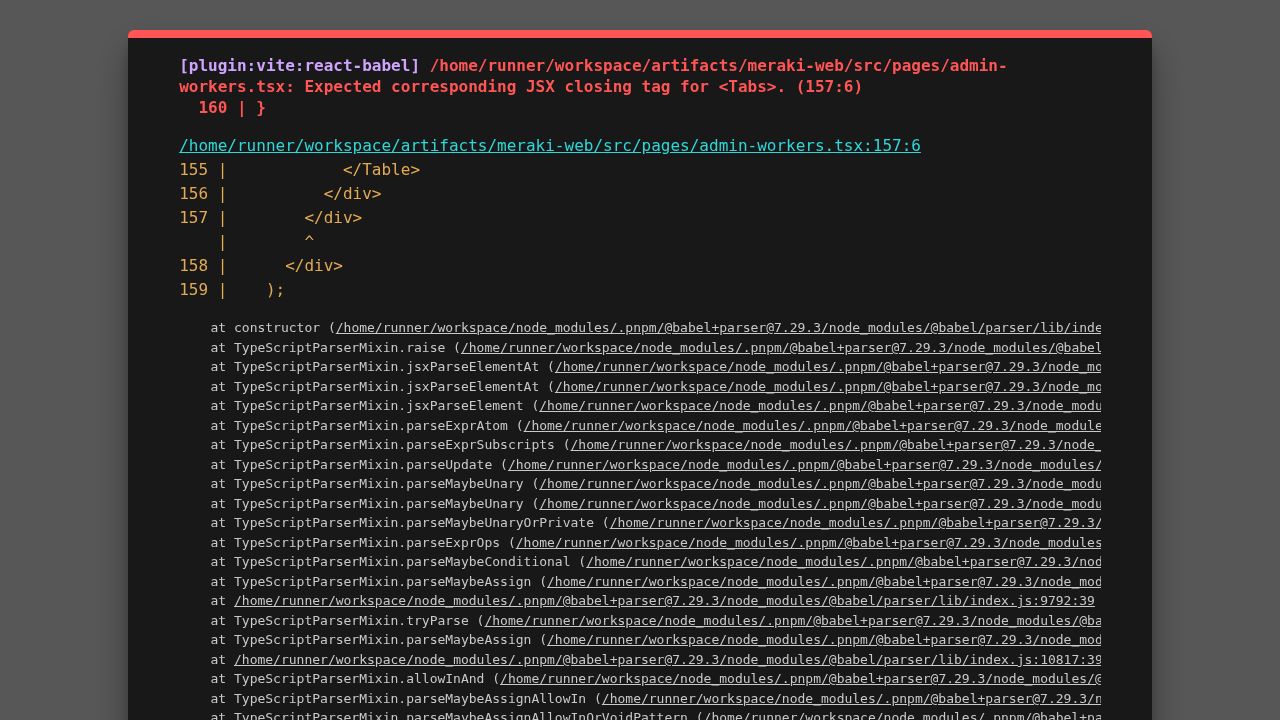 [plugin:vite:react-babel] /home/runner/workspace/artifacts/meraki-web/src/pages/admin-
workers.tsx: Expected corresponding JSX closing tag for <Tabs>. (157:6)
  160 | }
/home/runner/workspace/artifacts/meraki-web/src/pages/admin-workers.tsx:157:6
155 |            </Table>
156 |          </div>
157 |        </div>
    |        ^
158 |      </div>
159 |    );
at constructor (/home/runner/workspace/node_modules/.pnpm/@babel+parser@7.29.3/node_modules/@babel/parser/lib/inde
at TypeScriptParserMixin.raise (/home/runner/workspace/node_modules/.pnpm/@babel+parser@7.29.3/node_modules/@babel
at TypeScriptParserMixin.jsxParseElementAt (/home/runner/workspace/node_modules/.pnpm/@babel+parser@7.29.3/node_mo
at TypeScriptParserMixin.jsxParseElementAt (/home/runner/workspace/node_modules/.pnpm/@babel+parser@7.29.3/node_mo
at TypeScriptParserMixin.jsxParseElement (/home/runner/workspace/node_modules/.pnpm/@babel+parser@7.29.3/node_modu
at TypeScriptParserMixin.parseExprAtom (/home/runner/workspace/node_modules/.pnpm/@babel+parser@7.29.3/node_module
at TypeScriptParserMixin.parseExprSubscripts (/home/runner/workspace/node_modules/.pnpm/@babel+parser@7.29.3/node_
at TypeScriptParserMixin.parseUpdate (/home/runner/workspace/node_modules/.pnpm/@babel+parser@7.29.3/node_modules/
at TypeScriptParserMixin.parseMaybeUnary (/home/runner/workspace/node_modules/.pnpm/@babel+parser@7.29.3/node_modu
at TypeScriptParserMixin.parseMaybeUnary (/home/runner/workspace/node_modules/.pnpm/@babel+parser@7.29.3/node_modu
at TypeScriptParserMixin.parseMaybeUnaryOrPrivate (/home/runner/workspace/node_modules/.pnpm/@babel+parser@7.29.3/
at TypeScriptParserMixin.parseExprOps (/home/runner/workspace/node_modules/.pnpm/@babel+parser@7.29.3/node_modules
at TypeScriptParserMixin.parseMaybeConditional (/home/runner/workspace/node_modules/.pnpm/@babel+parser@7.29.3/nod
at TypeScriptParserMixin.parseMaybeAssign (/home/runner/workspace/node_modules/.pnpm/@babel+parser@7.29.3/node_mod
at /home/runner/workspace/node_modules/.pnpm/@babel+parser@7.29.3/node_modules/@babel/parser/lib/index.js:9792:39
at TypeScriptParserMixin.tryParse (/home/runner/workspace/node_modules/.pnpm/@babel+parser@7.29.3/node_modules/@ba
at TypeScriptParserMixin.parseMaybeAssign (/home/runner/workspace/node_modules/.pnpm/@babel+parser@7.29.3/node_mod
at /home/runner/workspace/node_modules/.pnpm/@babel+parser@7.29.3/node_modules/@babel/parser/lib/index.js:10817:39
at TypeScriptParserMixin.allowInAnd (/home/runner/workspace/node_modules/.pnpm/@babel+parser@7.29.3/node_modules/@
at TypeScriptParserMixin.parseMaybeAssignAllowIn (/home/runner/workspace/node_modules/.pnpm/@babel+parser@7.29.3/n
at TypeScriptParserMixin.parseMaybeAssignAllowInOrVoidPattern (/home/runner/workspace/node_modules/.pnpm/@babel+pa